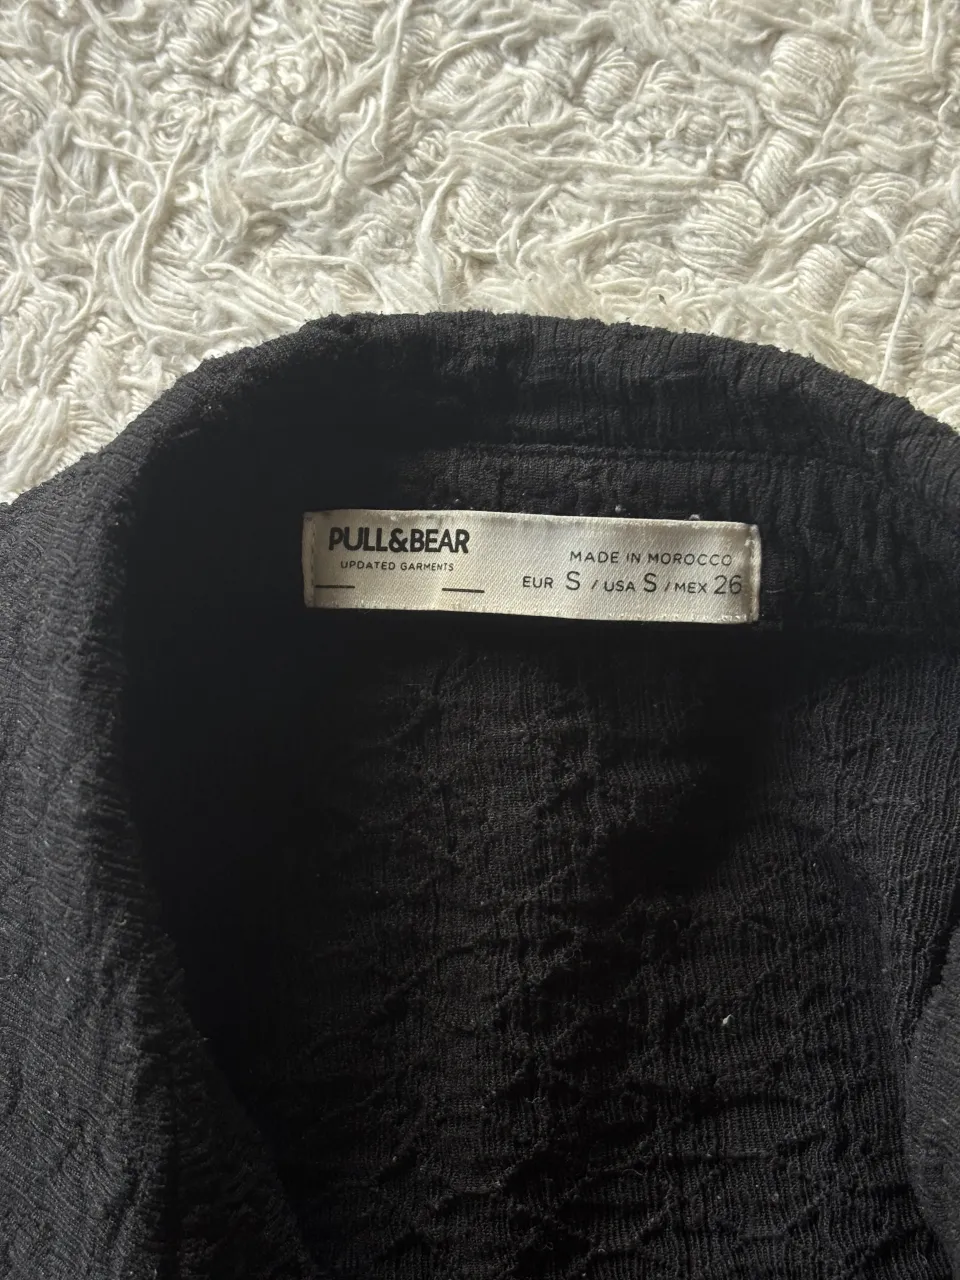 PULL&BEAR
UPDATED GARMENTS
MADE IN MOROCCO
EUR S / USA S / MEX 26